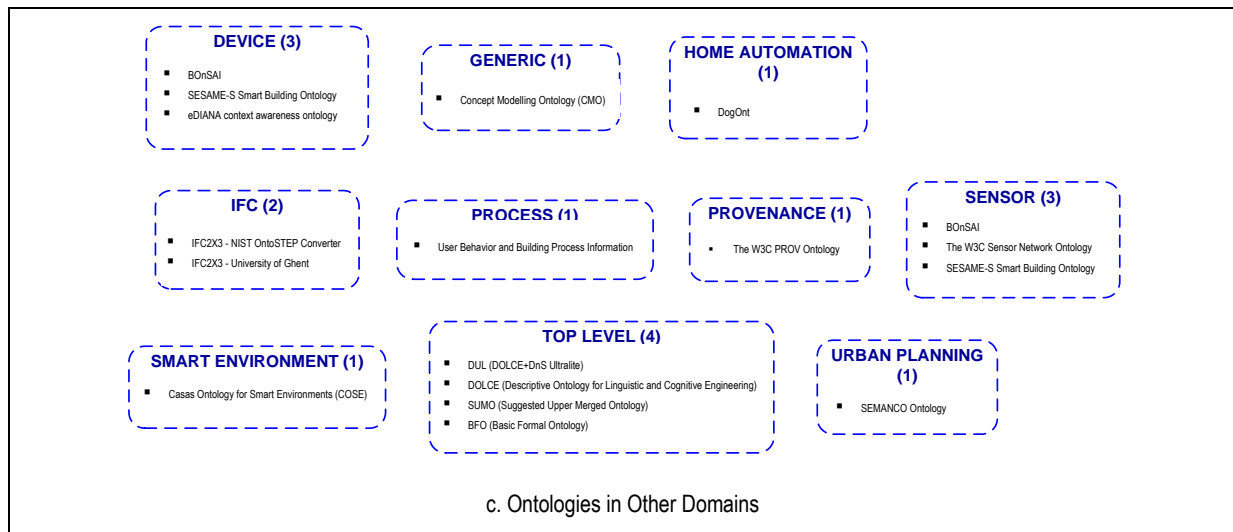 DEVICE (3)
BOnSAI
SESAME-S Smart Building Ontology
eDIANA context awareness ontology
GENERIC (1)
Concept Modelling Ontology (CMO)
HOME AUTOMATION
(1)
DogOnt
IFC (2)
IFC2X3 - NIST OntoSTEP Converter
IFC2X3 - University of Ghent
PROCESS (1)
User Behavior and Building Process Information
PROVENANCE (1)
The W3C PROV Ontology
SENSOR (3)
BOnSAI
The W3C Sensor Network Ontology
SESAME-S Smart Building Ontology
SMART ENVIRONMENT (1)
Casas Ontology for Smart Environments (COSE)
TOP LEVEL (4)
DUL (DOLCE+DnS Ultralite)
DOLCE (Descriptive Ontology for Linguistic and Cognitive Engineering)
SUMO (Suggested Upper Merged Ontology)
BFO (Basic Formal Ontology)
URBAN PLANNING
(1)
SEMANCO Ontology
c. Ontologies in Other Domains